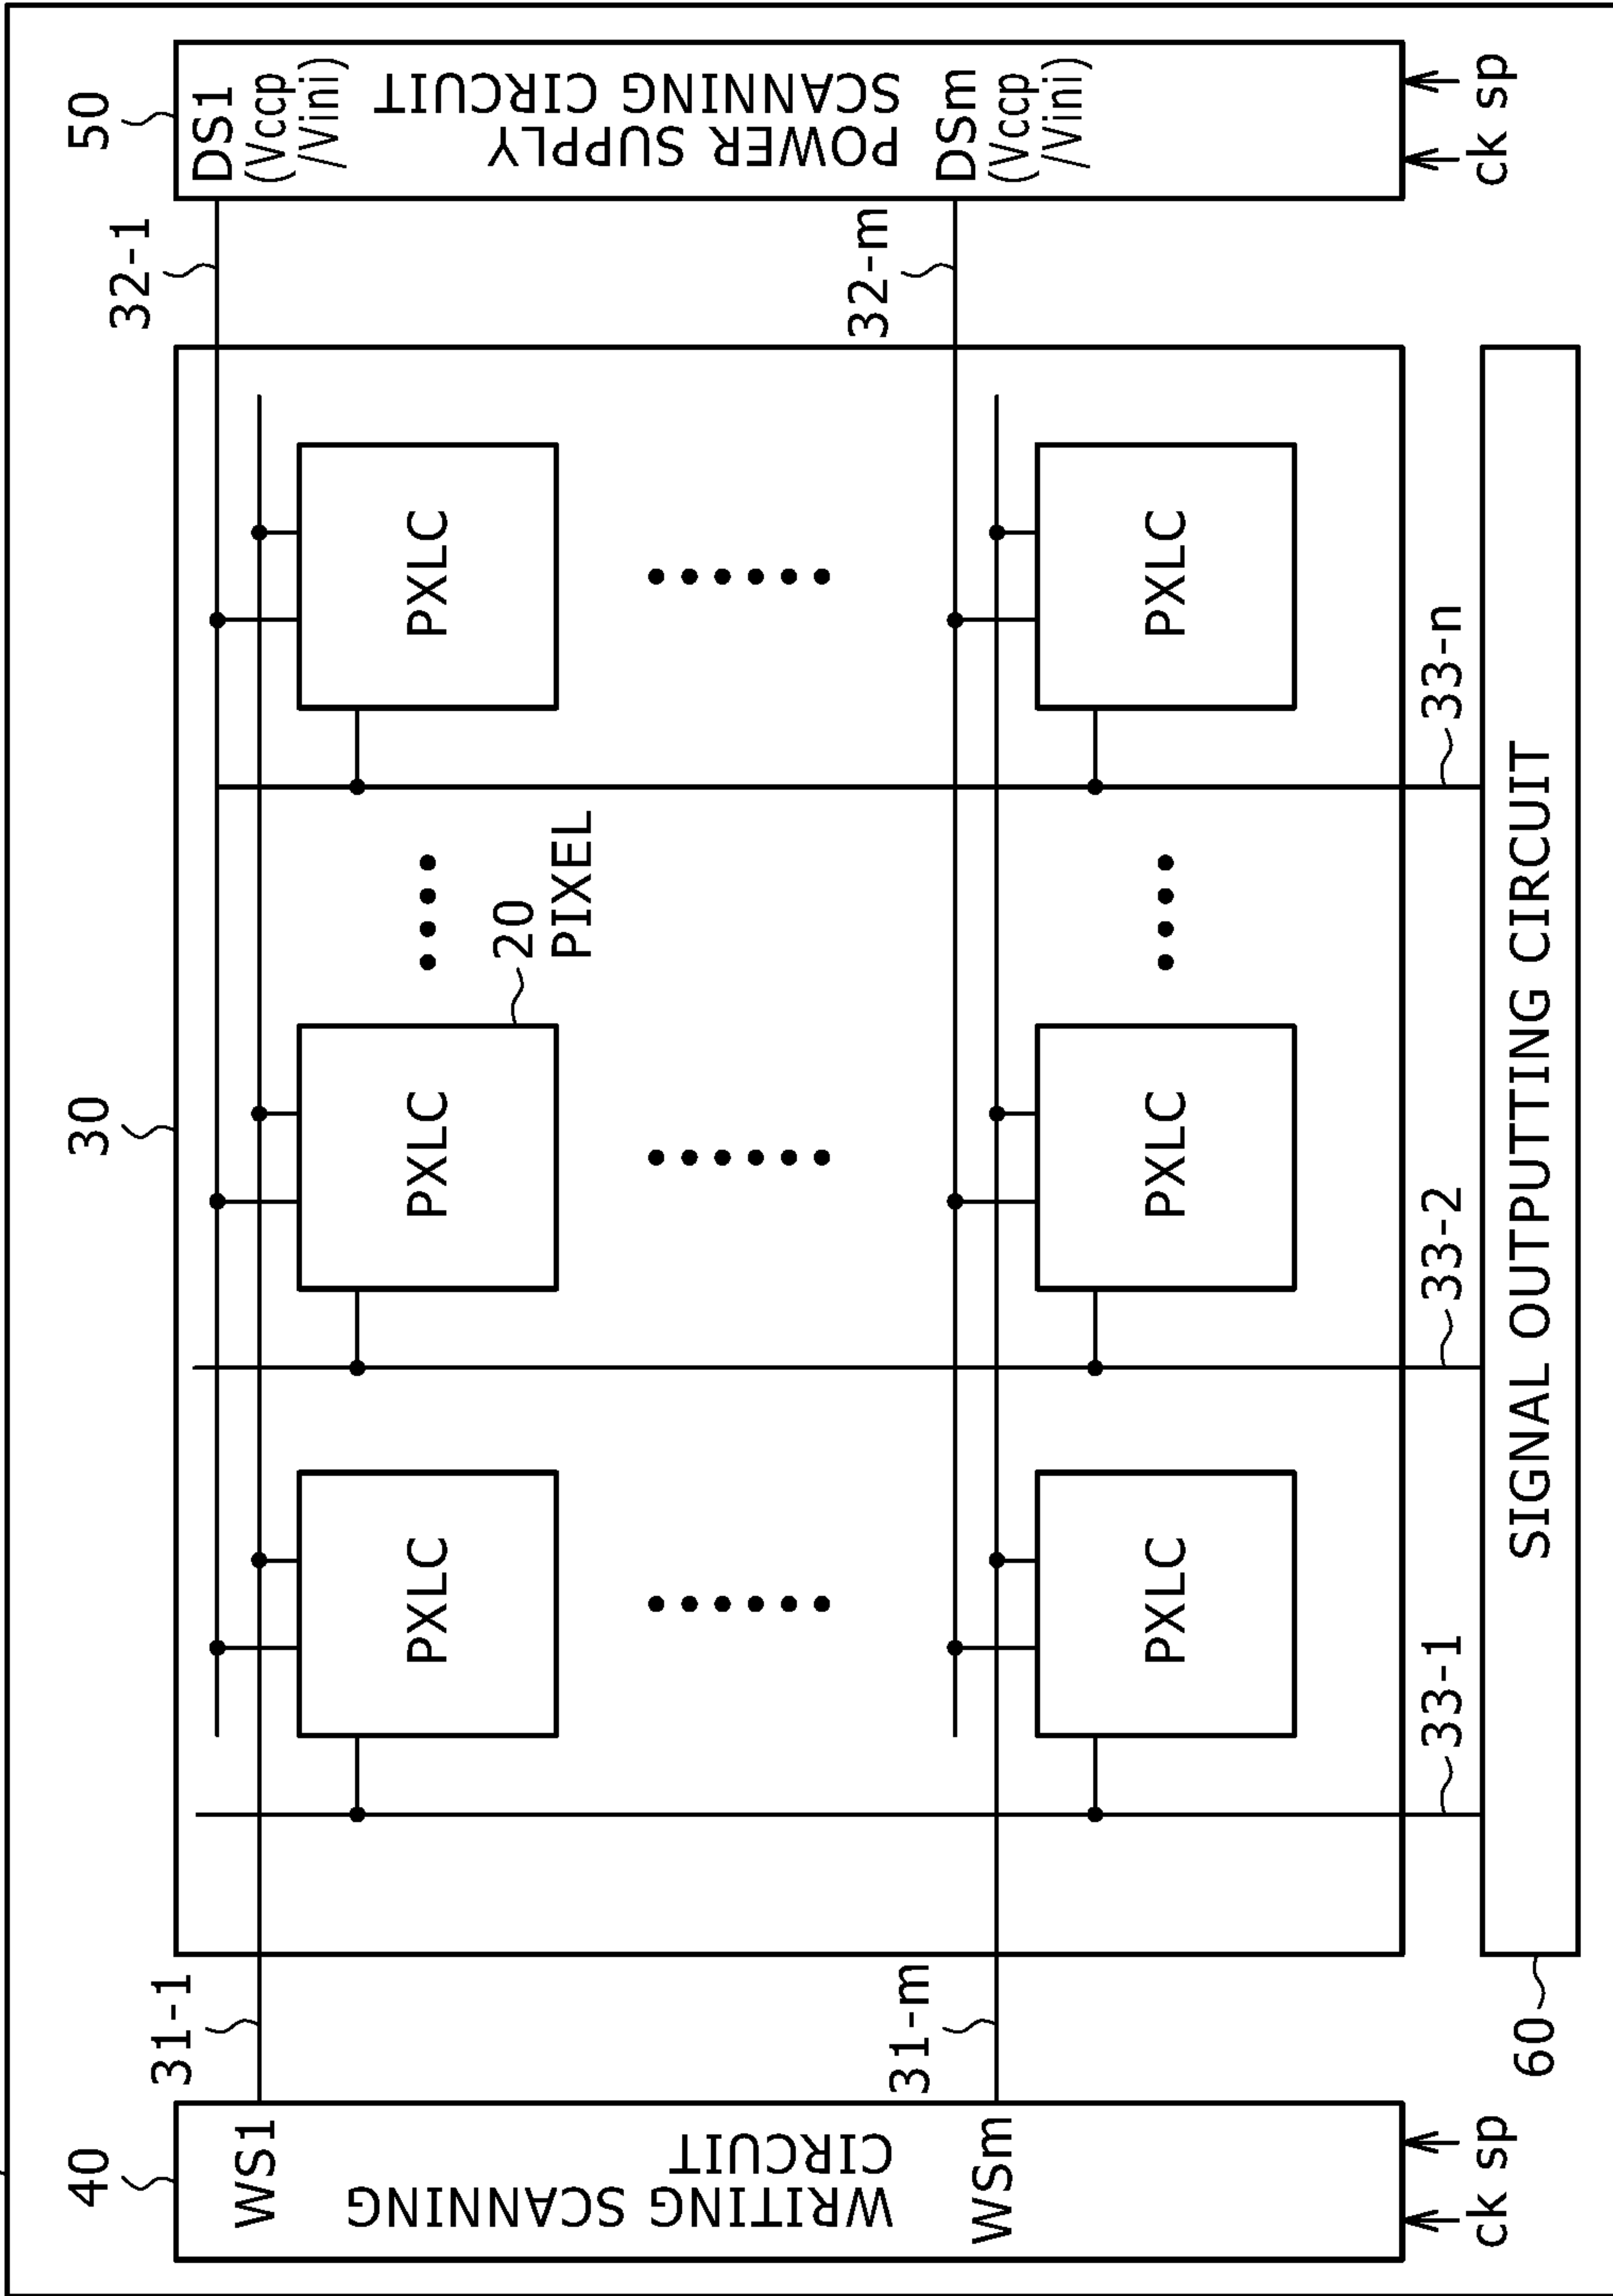 40
31-1
30
32-1
50
WS1
DS1
(Vccp
/Vini)
PXLC
PXLC
PXLC
20
PIXEL
WRITING SCANNING
CIRCUIT
POWER SUPPLY
SCANNING CIRCUIT
31-m
32-m
WSm
DSm
(Vccp
/Vini)
PXLC
PXLC
PXLC
33-1
33-2
33-n
ck sp
ck sp
60
SIGNAL OUTPUTTING CIRCUIT